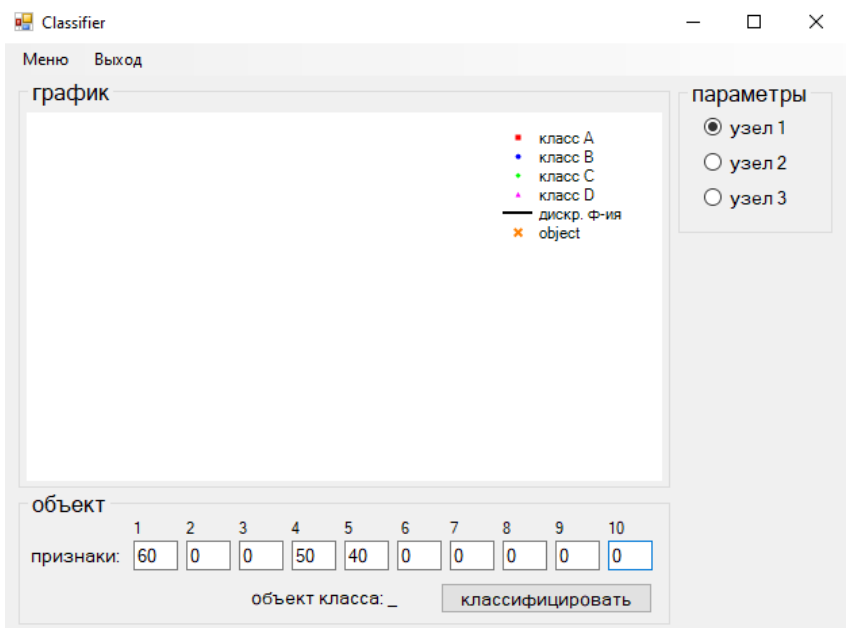 Classifier
Меню Выход
график
класс A
класс B
класс C
класс D
дискр. ф-ия
object
параметры
узел 1
узел 2
узел 3
объект
1 2 3 4 5 6 7 8 9 10
признаки: 60 0 0 50 40 0 0 0 0 0
объект класса: _ классифицировать